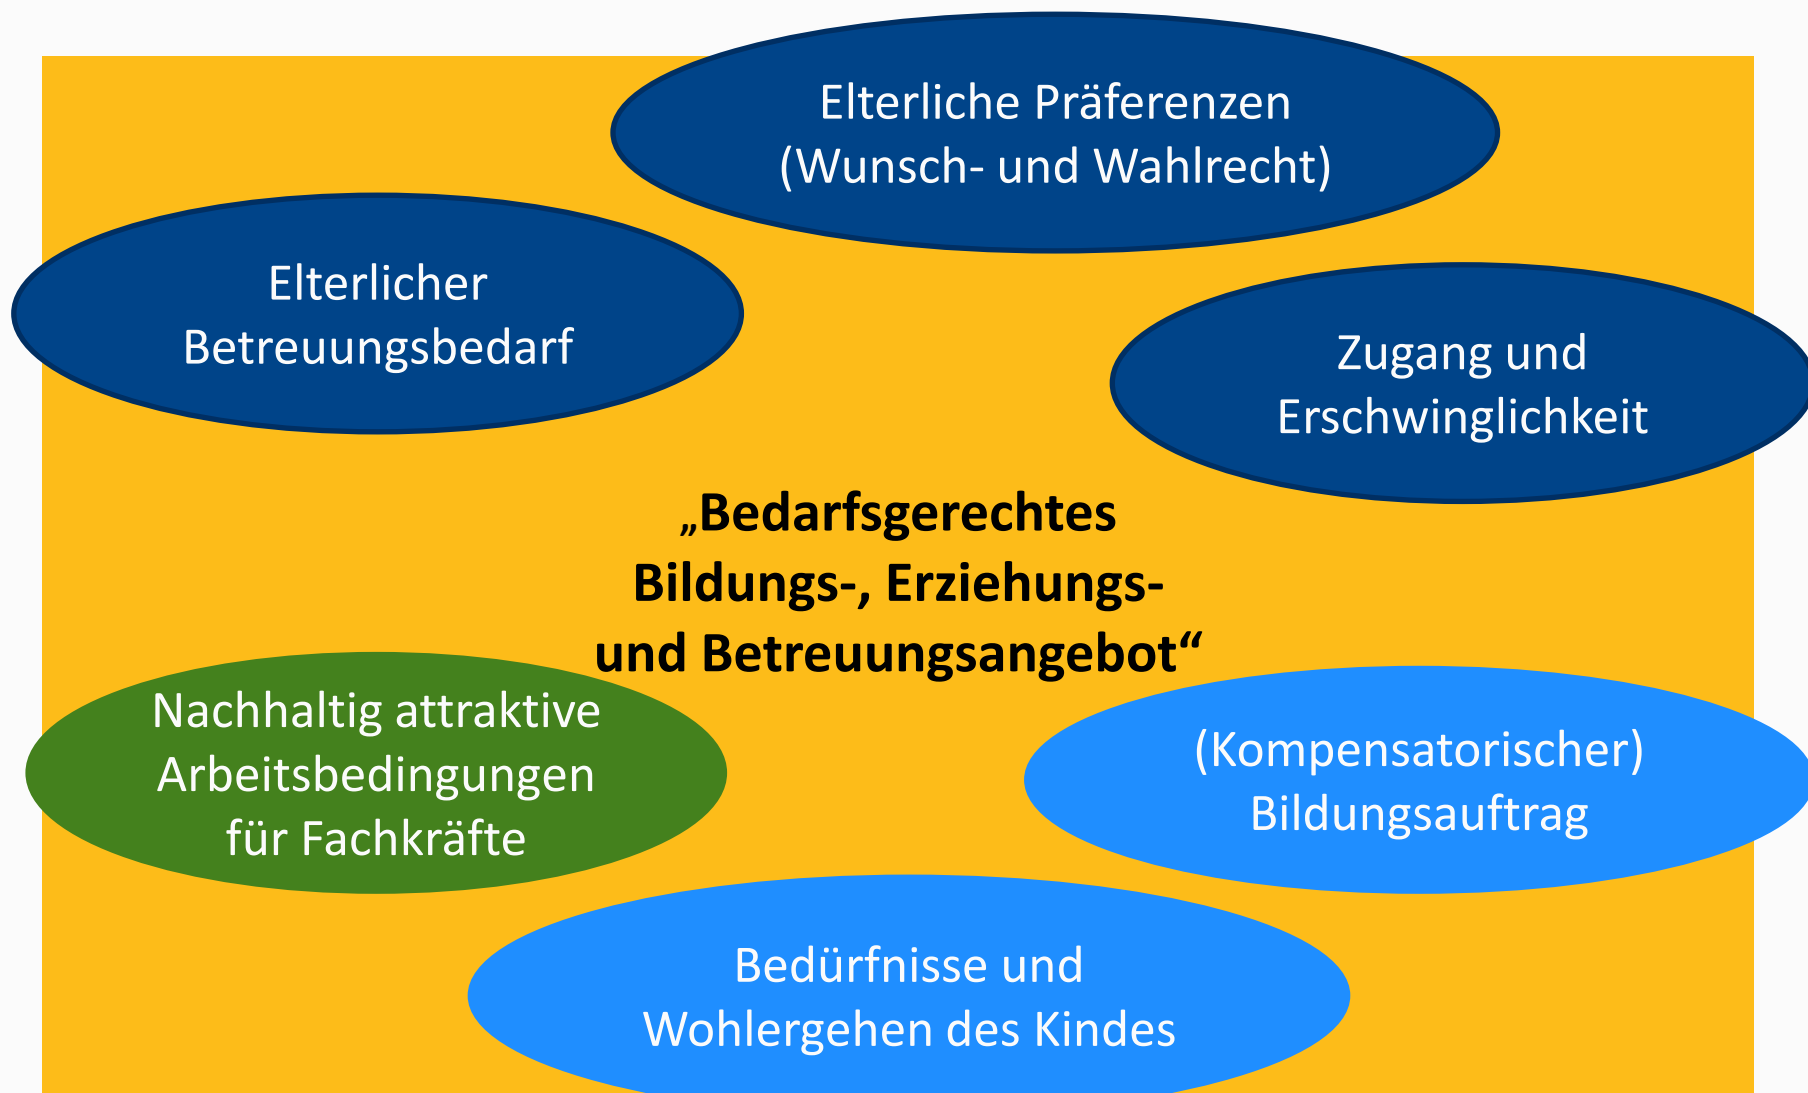 Elterliche Präferenzen
(Wunsch- und Wahlrecht)
Elterlicher
Betreuungsbedarf
Zugang und
Erschwinglichkeit
„Bedarfsgerechtes
Bildungs-, Erziehungs-
und Betreuungsangebot“
Nachhaltig attraktive
Arbeitsbedingungen
für Fachkräfte
(Kompensatorischer)
Bildungsauftrag
Bedürfnisse und
Wohlergehen des Kindes